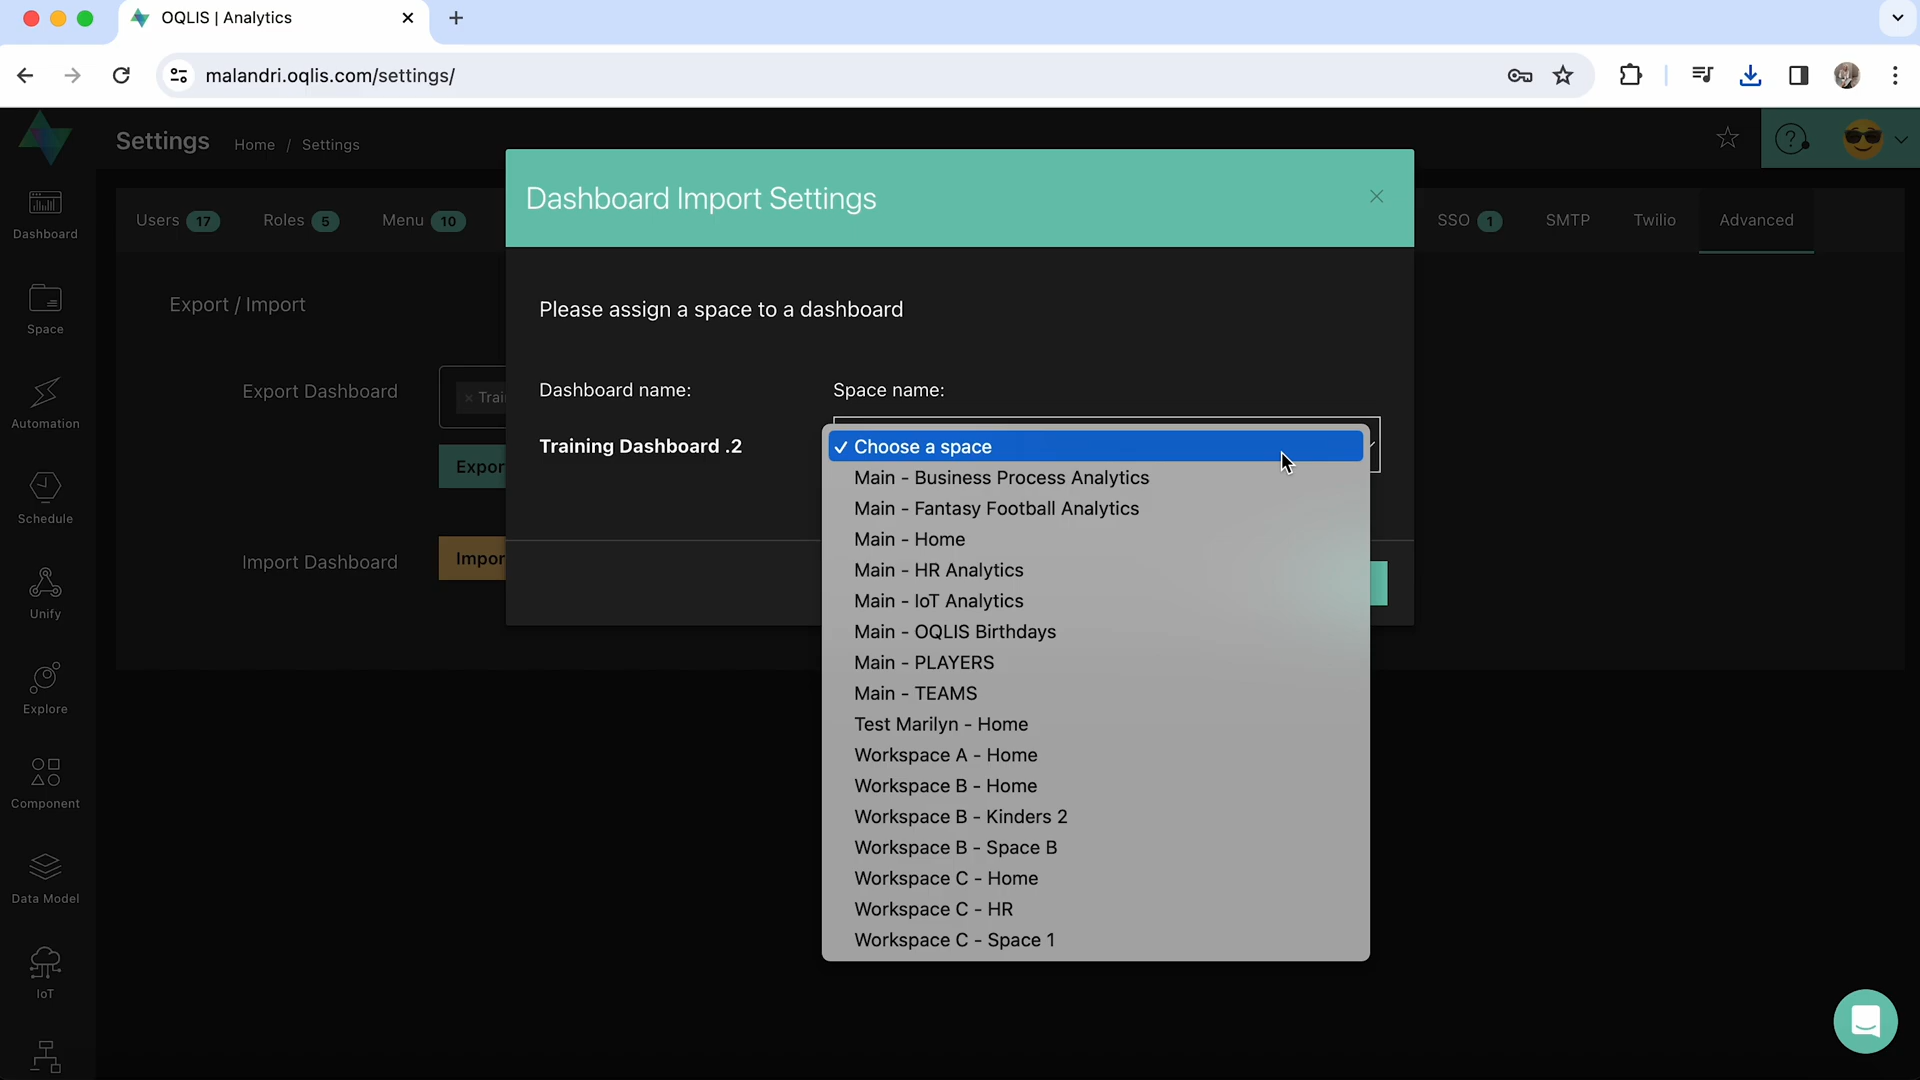 OQLIS | Analytics
malandri.oqlis.com/settings/
Settings
Home / Settings
Users 17
Roles 5
Menu 10
SSO 1
SMTP
Twilio
Advanced
Dashboard
Space
Automation
Schedule
Unify
Explore
Component
Data Model
IoT
Export / Import
Export Dashboard
× Trai
Expor
Import Dashboard
Impor
Dashboard Import Settings
Please assign a space to a dashboard
Dashboard name:
Space name:
Training Dashboard .2
✓ Choose a space
Main - Business Process Analytics
Main - Fantasy Football Analytics
Main - Home
Main - HR Analytics
Main - IoT Analytics
Main - OQLIS Birthdays
Main - PLAYERS
Main - TEAMS
Test Marilyn - Home
Workspace A - Home
Workspace B - Home
Workspace B - Kinders 2
Workspace B - Space B
Workspace C - Home
Workspace C - HR
Workspace C - Space 1